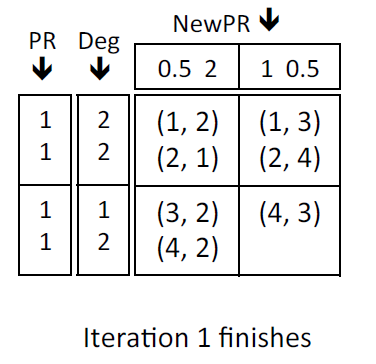 NewPR
PR Deg
0.5 2 1 0.5
1 2 (1, 2) (1, 3)
1 2 (2, 1) (2, 4)
1 1 (3, 2) (4, 3)
1 2 (4, 2)
Iteration 1 finishes